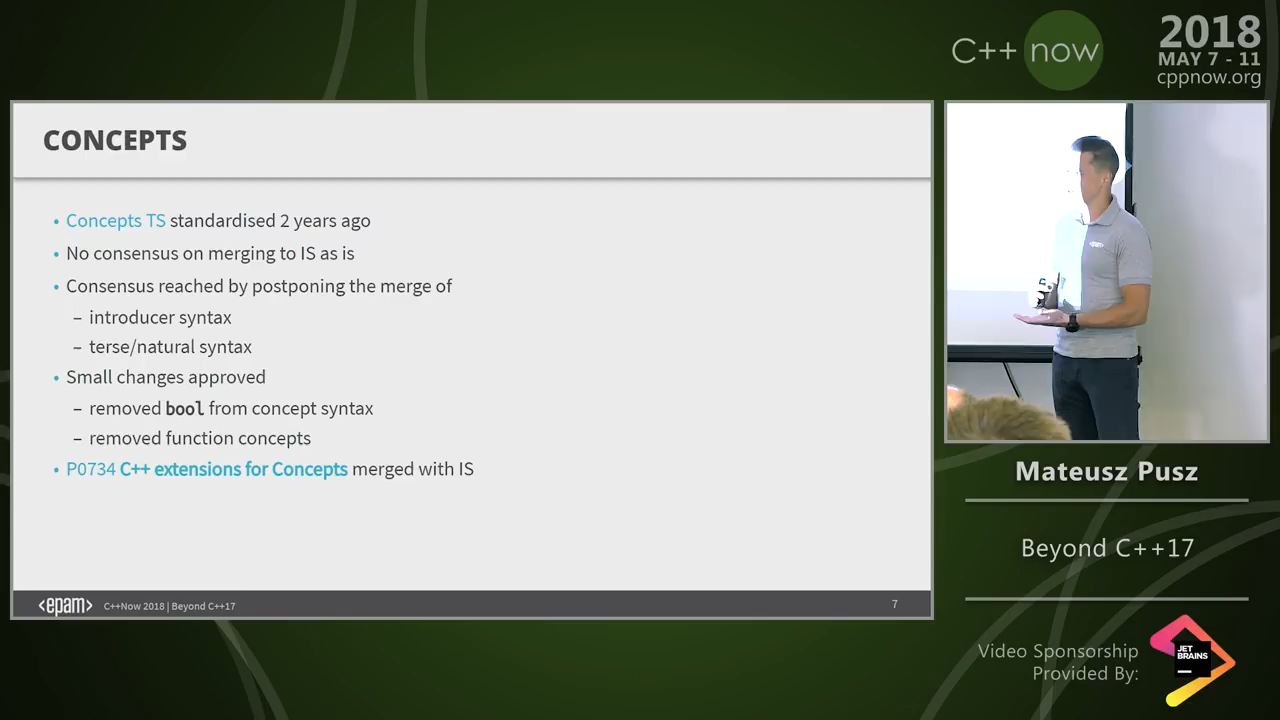 C++ now
2018
MAY 7 - 11
cppnow.org
CONCEPTS
• Concepts TS standardised 2 years ago
• No consensus on merging to IS as is
• Consensus reached by postponing the merge of
– introducer syntax
– terse/natural syntax
• Small changes approved
– removed bool from concept syntax
– removed function concepts
• P0734 C++ extensions for Concepts merged with IS
<epam> C++Now 2018 | Beyond C++17 7
Mateusz Pusz
Beyond C++17
Video Sponsorship
Provided By:
JET
BRAINS